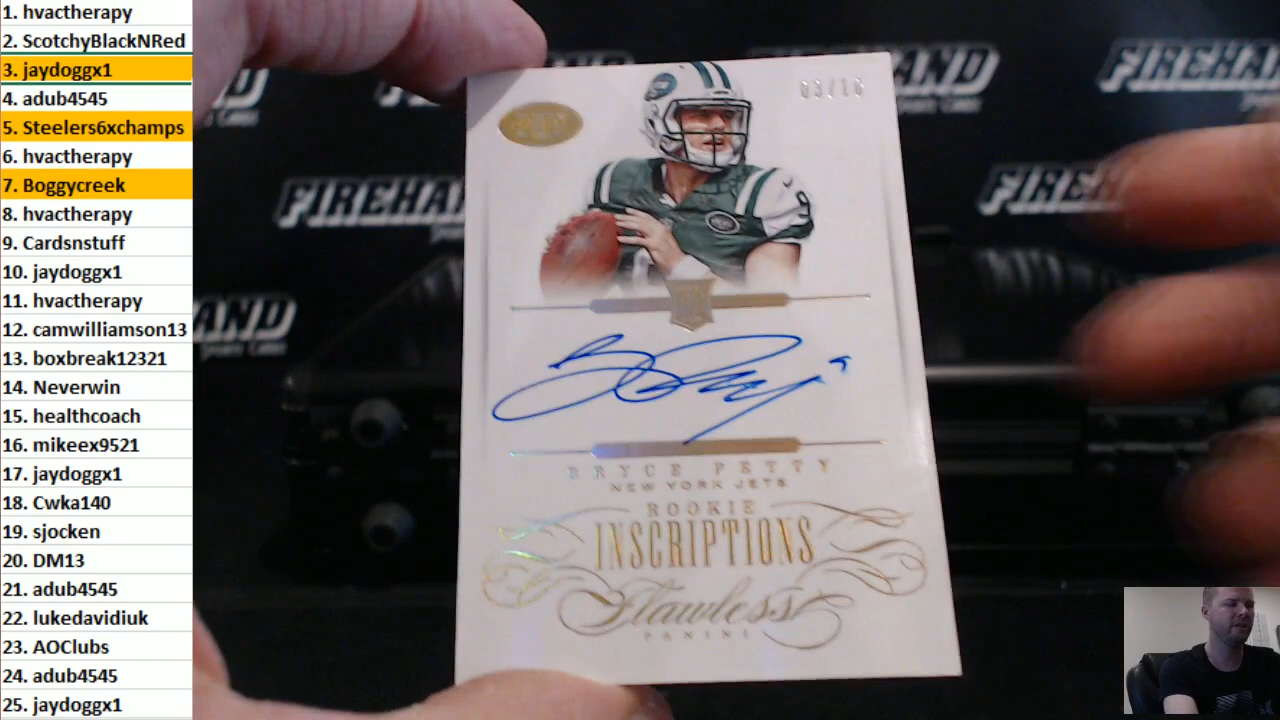 1. hvactherapy
2. ScotchyBlackNRed
3. jaydoggx1
4. adub4545
5. Steelers6xchamps
6. hvactherapy
7. Boggycreek
8. hvactherapy
9. Cardsnstuff
10. jaydoggx1
11. hvactherapy
12. camwilliamson13
13. boxbreak12321
14. Neverwin
15. healthcoach
16. mikeex9521
17. jaydoggx1
18. Cwka140
19. sjocken
20. DM13
21. adub4545
22. lukedavidiuk
23. AOClubs
24. adub4545
25. jaydoggx1
FIREHAND
FIREHAND
FIREHAND
HAND
BRYCE PETTY
NEW YORK JETS
ROOKIE
INSCRIPTIONS
Flawless
PANINI